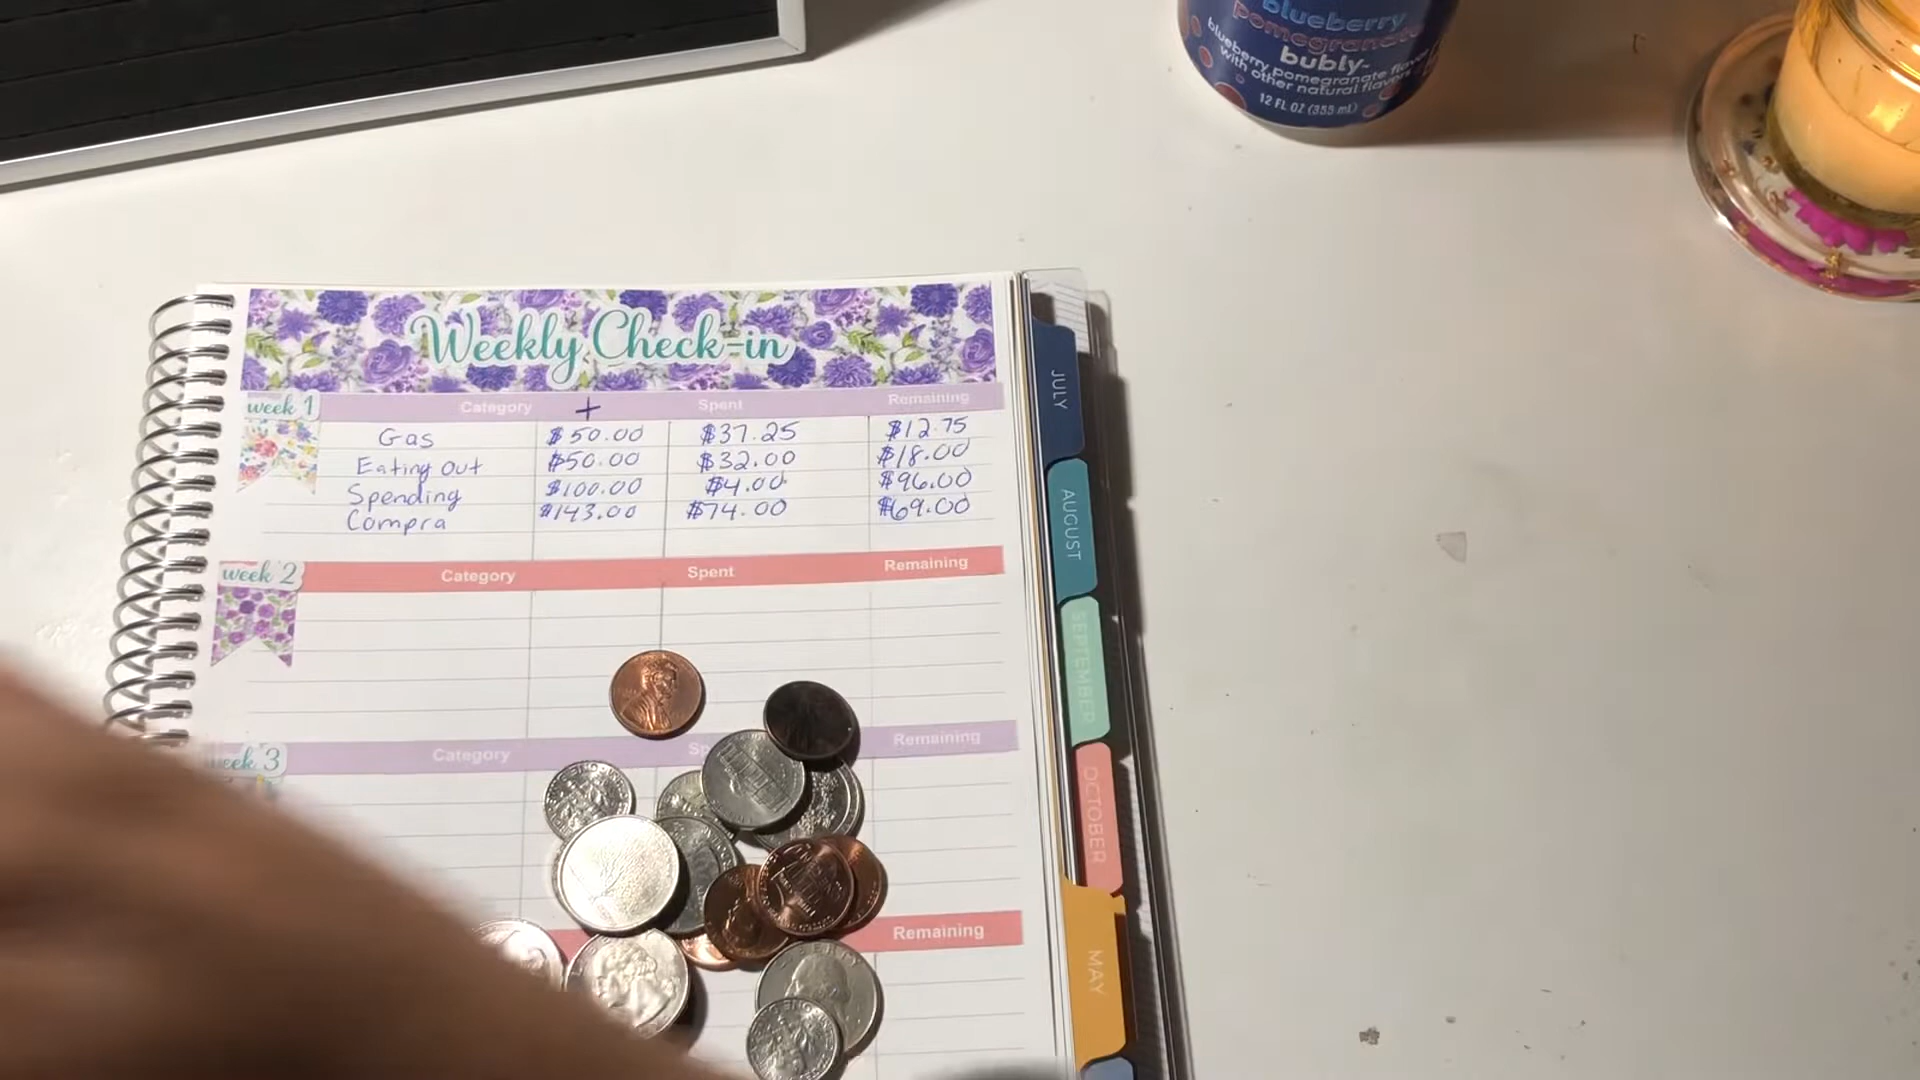 blueberry
pomegranate
bubly
blueberry pomegranate flavor
with other natural flavors
12 FL OZ (355 mL)
Weekly Check-in
week 1 Category + Spent Remaining
Gas $50.00 $37.25 $12.75
Eating out $50.00 $32.00 $18.00
Spending $100.00 $4.00 $96.00
Compra $143.00 $74.00 $69.00
week 2 Category Spent Remaining
week 3 Category Remaining
Remaining
JULY
AUGUST
SEPTEMBER
OCTOBER
MAY